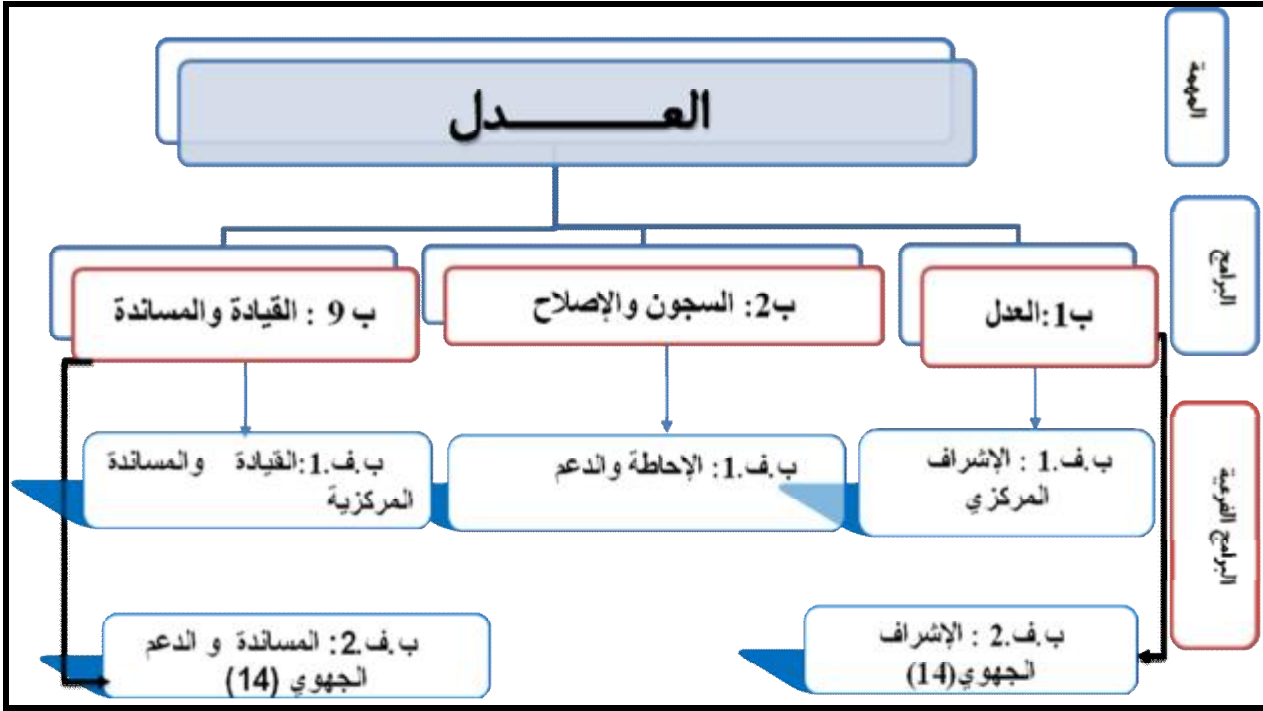 المهمة
العـــــــــدل
البرامج
ب1:العدل
ب2: السجون والإصلاح
ب 9 : القيادة والمساندة
البرامج الفرعية
ب.ف.1 : الإشراف
المركزي
ب.ف.1: الإحاطة والدعم
ب.ف.1:القيادة والمساندة
المركزية
ب.ف.2 : الإشراف
الجهوي(14)
ب.ف.2: المساندة و الدعم
الجهوي (14)